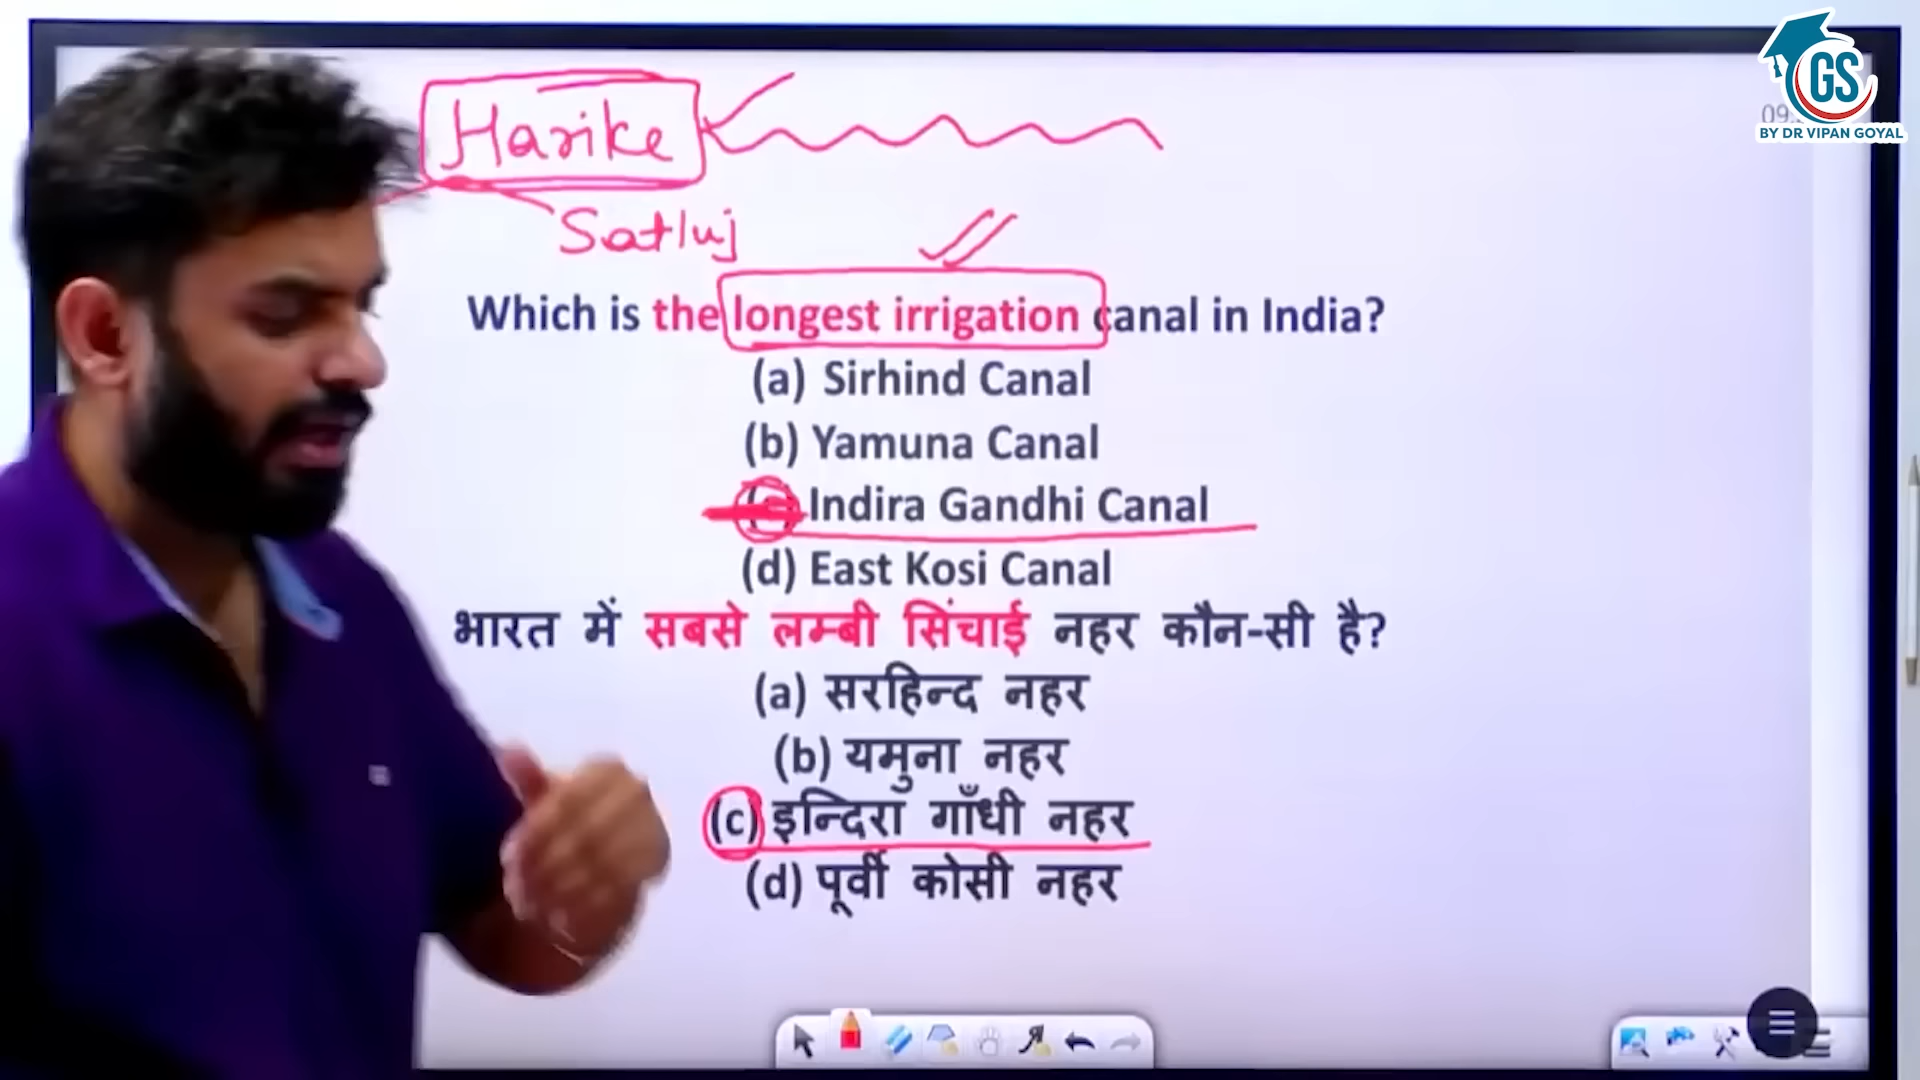 GS
BY DR VIPAN GOYAL
Harike
Satluj
Which is the longest irrigation canal in India?
(a) Sirhind Canal
(b) Yamuna Canal
Indira Gandhi Canal
(d) East Kosi Canal
भारत में सबसे लम्बी सिंचाई नहर कौन-सी है?
(a) सरहिन्द नहर
(b) यमुना नहर
(c) इन्दिरा गाँधी नहर
(d) पूर्वी कोसी नहर